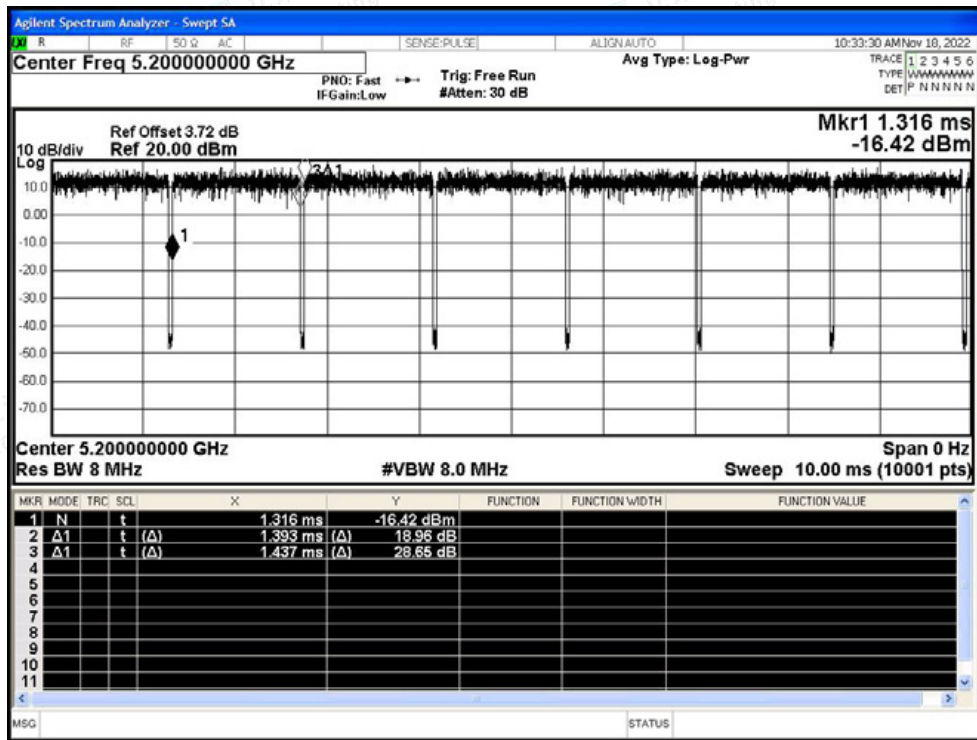 Agilent Spectrum Analyzer - Swept SA
R RF 50 Ω AC SENSE:PULSE ALIGNAUTO 10:33:30 AM Nov 18, 2022
Center Freq 5.200000000 GHz Avg Type: Log-Pwr TRACE 1 2 3 4 5 6
PNO: Fast Trig: Free Run TYPE
IFGain:Low #Atten: 30 dB DET P N N N N N
Mkr1 1.316 ms
Ref Offset 3.72 dB -16.42 dBm
10 dB/div Ref 20.00 dBm
Log
3Δ1
10.0
0.00
1
-10.0
-20.0
-30.0
-40.0
-50.0
-60.0
-70.0
Center 5.200000000 GHz Span 0 Hz
Res BW 8 MHz #VBW 8.0 MHz Sweep 10.00 ms (10001 pts)
MKR MODE TRC SCL X Y FUNCTION FUNCTION WIDTH FUNCTION VALUE
1 N t 1.316 ms -16.42 dBm
2 Δ1 t (Δ) 1.393 ms (Δ) 18.96 dB
3 Δ1 t (Δ) 1.437 ms (Δ) 28.65 dB
4
5
6
7
8
9
10
11
MSG STATUS